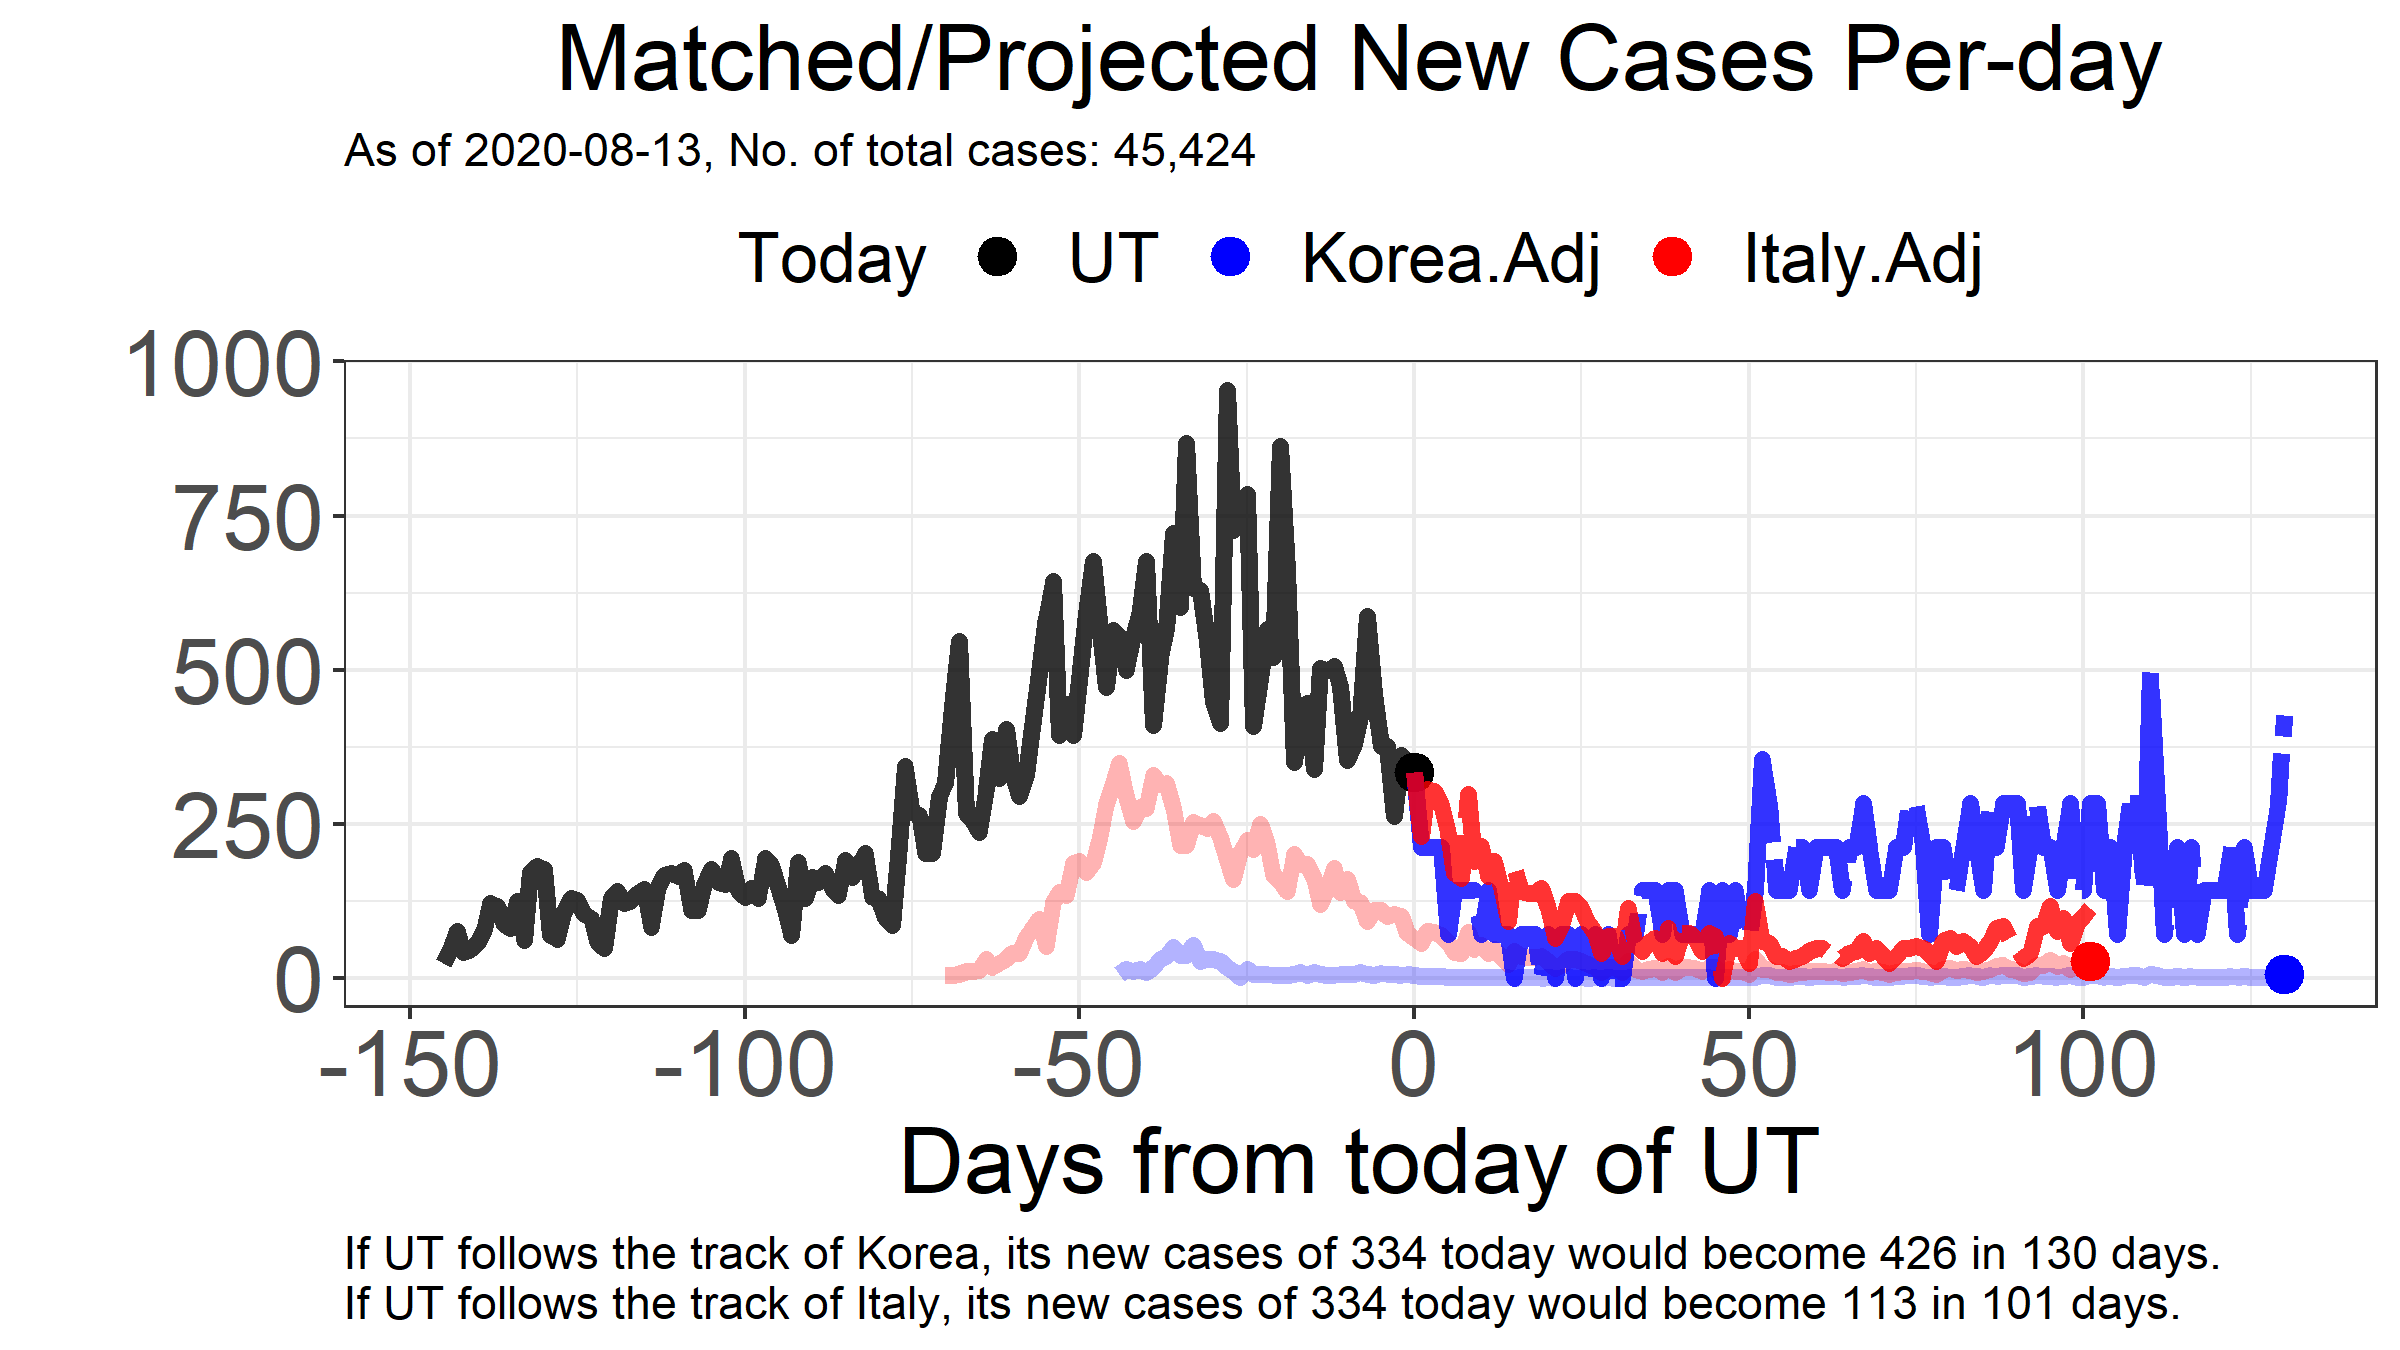 Matched/Projected New Cases Per-day
As of 2020-08-13, No. of total cases: 45,424
Today UT Korea.Adj Italy.Adj
1000
750
500
250
0
-150 -100 -50 0 50 100
Days from today of UT
If UT follows the track of Korea, its new cases of 334 today would become 426 in 130 days.
If UT follows the track of Italy, its new cases of 334 today would become 113 in 101 days.